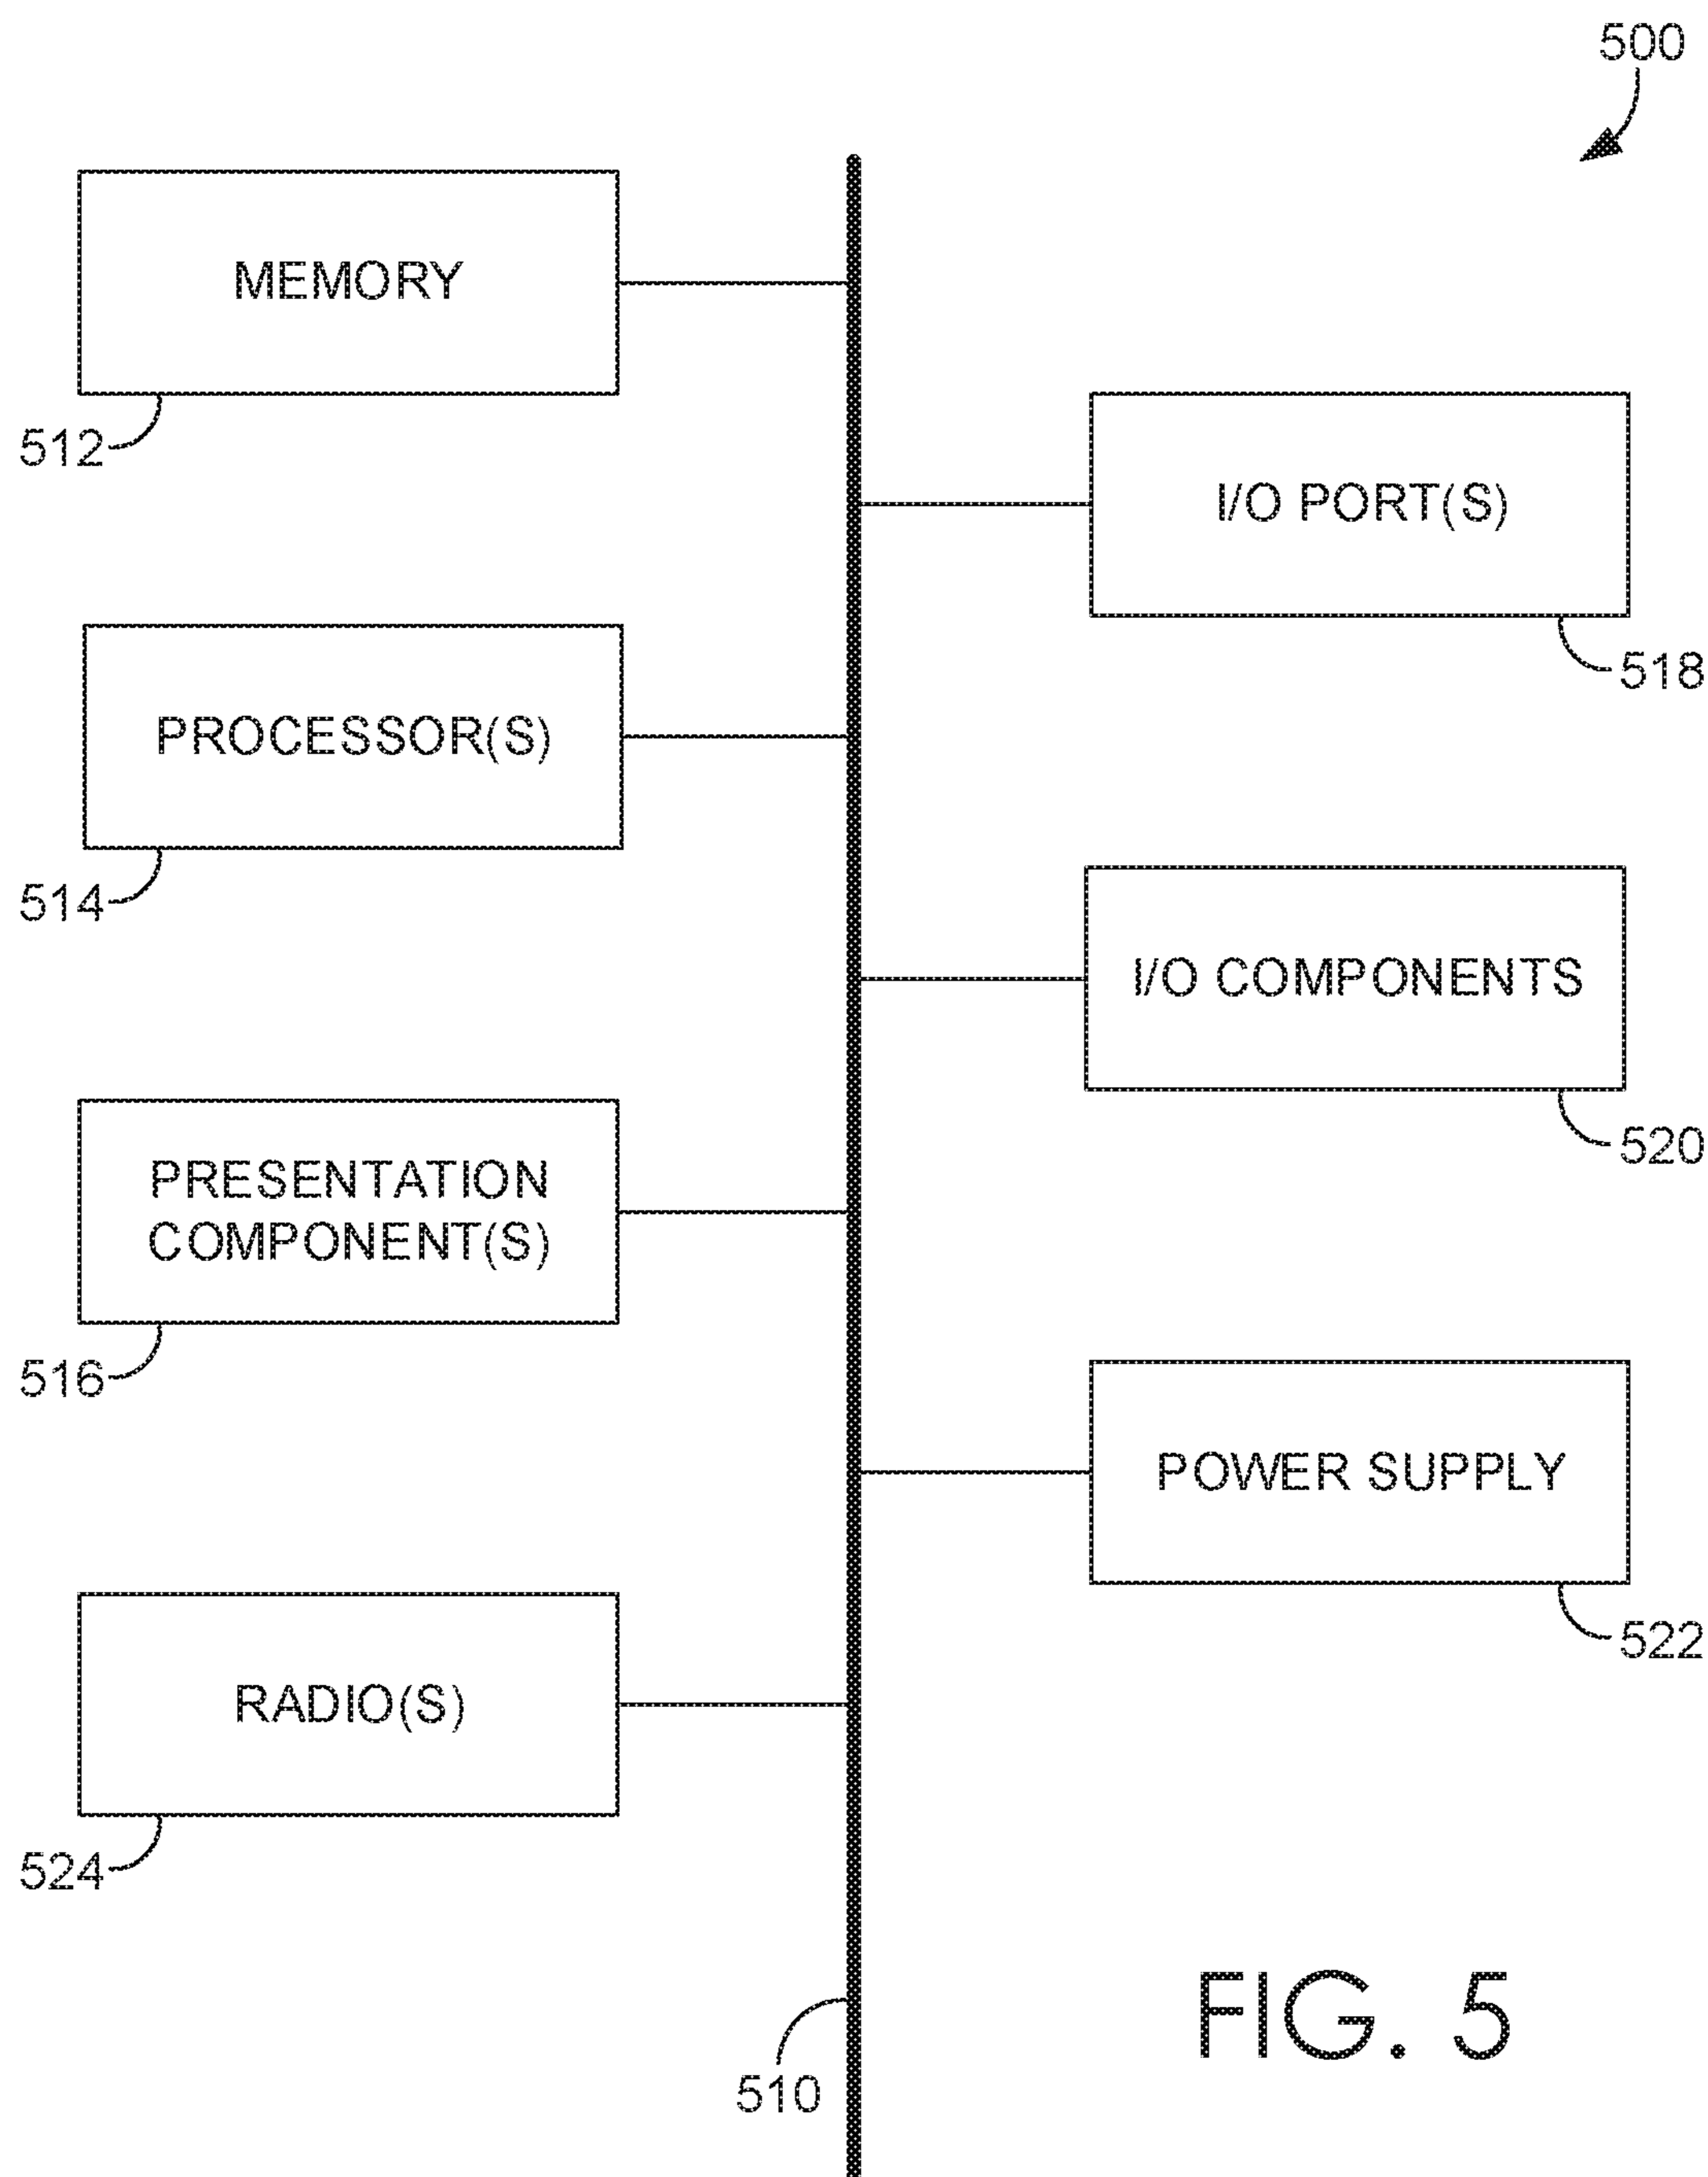 500
MEMORY
512
I/O PORT(S)
518
PROCESSOR(S)
514
I/O COMPONENTS
520
PRESENTATION
COMPONENT(S)
516
POWER SUPPLY
522
RADIO(S)
524
510
FIG. 5